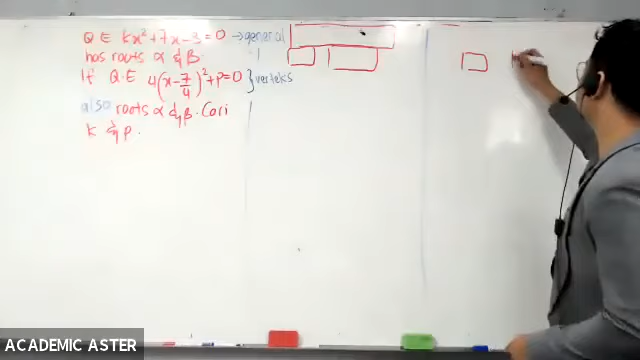 Q E kx² + 7x - 3 = 0 → general
has roots α & β.
If Q.E 4(x - 7/4)² + p = 0 } verteks
also roots α & β. Cari
k & p.
ACADEMIC ASTER